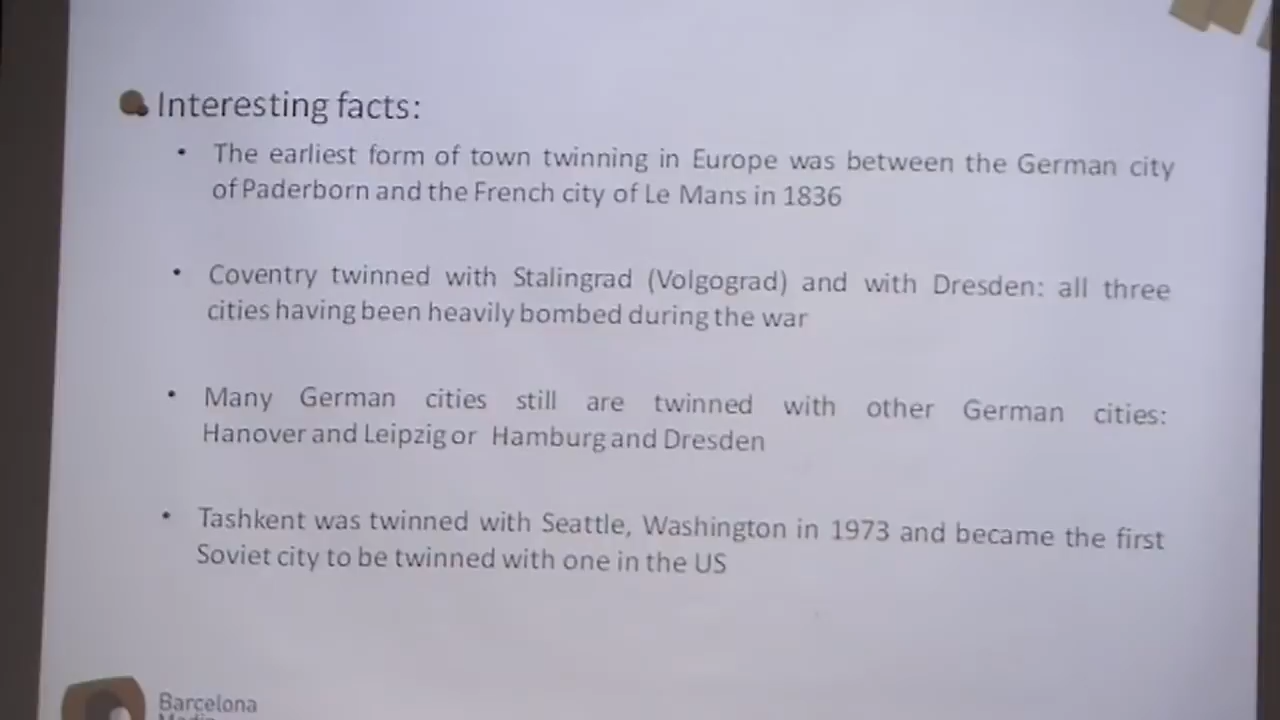 Interesting facts:
• The earliest form of town twinning in Europe was between the German city
of Paderborn and the French city of Le Mans in 1836
• Coventry twinned with Stalingrad (Volgograd) and with Dresden: all three
cities having been heavily bombed during the war
• Many German cities still are twinned with other German cities:
Hanover and Leipzig or Hamburg and Dresden
• Tashkent was twinned with Seattle, Washington in 1973 and became the first
Soviet city to be twinned with one in the US
Barcelona
Media